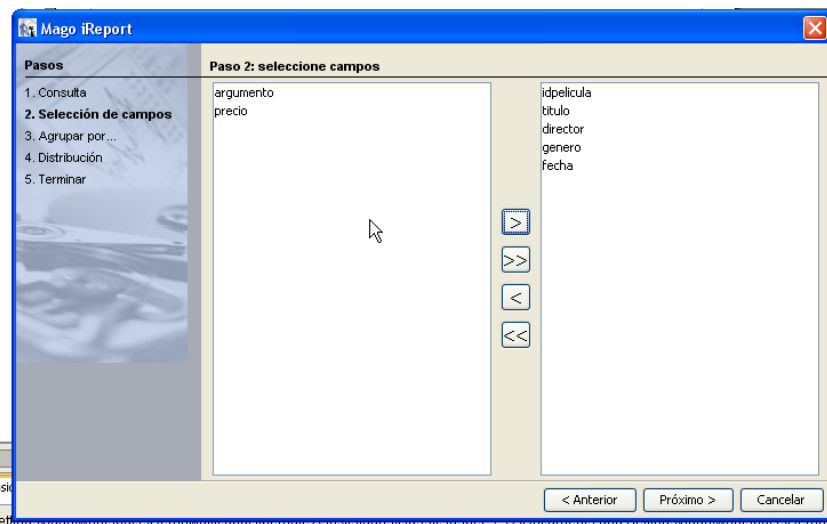 Mago iReport
Pasos
1. Consulta
2. Selección de campos
3. Agrupar por...
4. Distribución
5. Terminar
Paso 2: seleccione campos
argumento
precio
>
>>
<
<<
idpelicula
titulo
director
genero
fecha
< Anterior
Próximo >
Cancelar